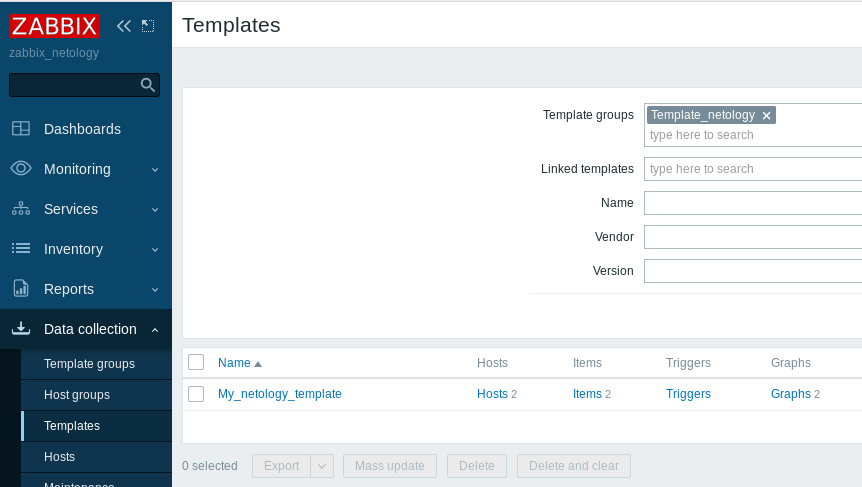 ZABBIX
zabbix_netology
Dashboards
Monitoring
Services
Inventory
Reports
Data collection
Template groups
Host groups
Templates
Hosts
Maintenance
Templates
Template groups
Template_netology
type here to search
Linked templates
type here to search
Name
Vendor
Version
Name Hosts Items Triggers Graphs
My_netology_template Hosts 2 Items 2 Triggers Graphs 2
0 selected Export Mass update Delete Delete and clear